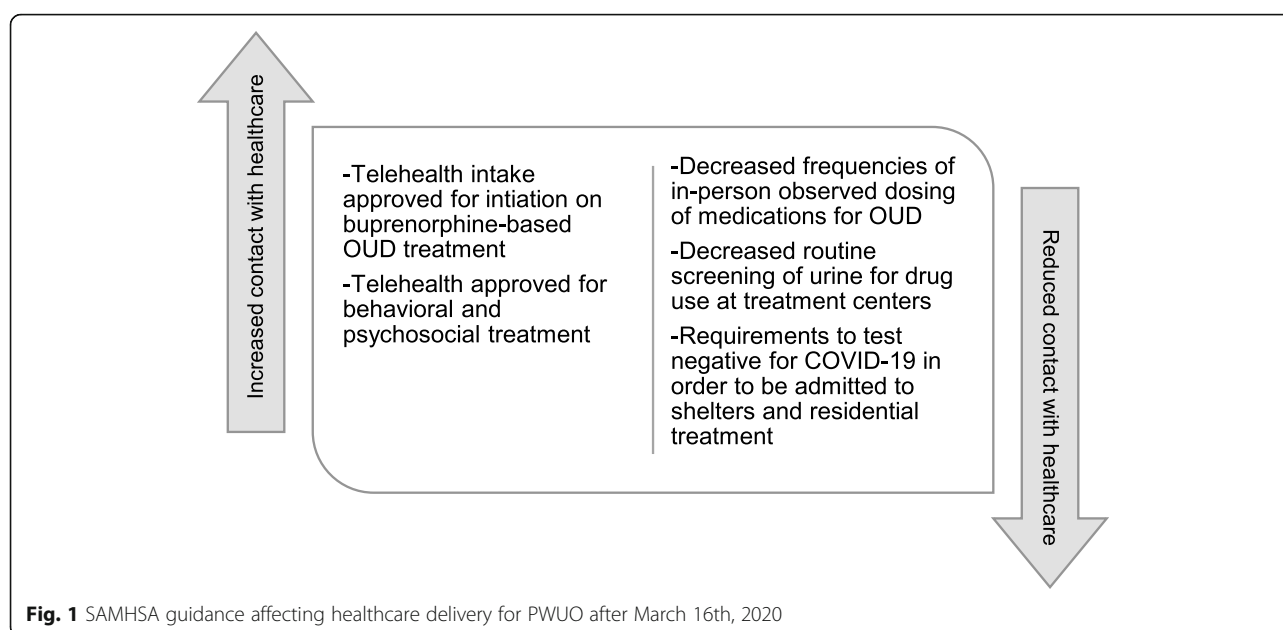 Increased contact with healthcare
-Telehealth intake
approved for intiation on
buprenorphine-based
OUD treatment
-Telehealth approved for
behavioral and
psychosocial treatment
-Decreased frequencies of
in-person observed dosing
of medications for OUD
-Decreased routine
screening of urine for drug
use at treatment centers
-Requirements to test
negative for COVID-19 in
order to be admitted to
shelters and residential
treatment
Reduced contact with healthcare
Fig. 1 SAMHSA guidance affecting healthcare delivery for PWUO after March 16th, 2020